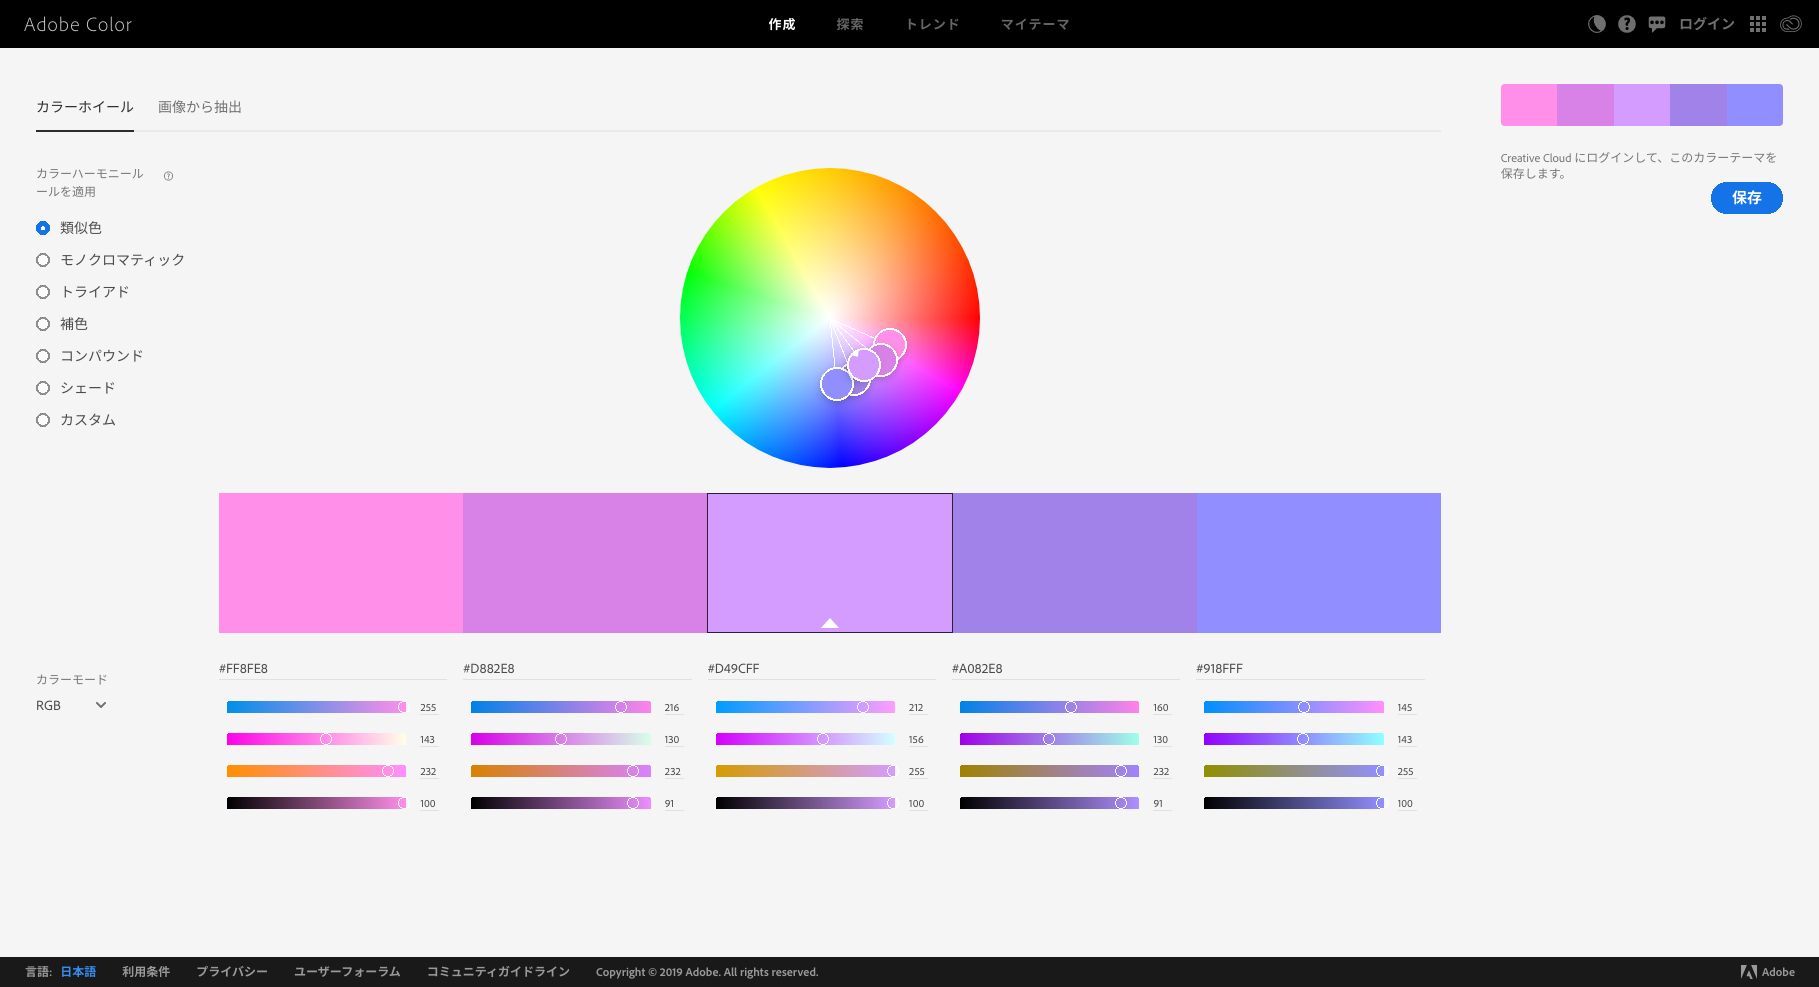 Adobe Color
作成
探索
トレンド
マイテーマ
ログイン
カラーホイール
画像から抽出
Creative Cloud にログインして、このカラーテーマを
保存します。
保存
カラーハーモニール
ールを適用
類似色
モノクロマティック
トライアド
補色
コンパウンド
シェード
カスタム
カラーモード
RGB
#FF8FE8
255
143
232
100
#D882E8
216
130
232
91
#D49CFF
212
156
255
100
#A082E8
160
130
232
91
#918FFF
145
143
255
100
言語: 日本語
利用条件
プライバシー
ユーザーフォーラム
コミュニティガイドライン
Copyright © 2019 Adobe. All rights reserved.
Adobe